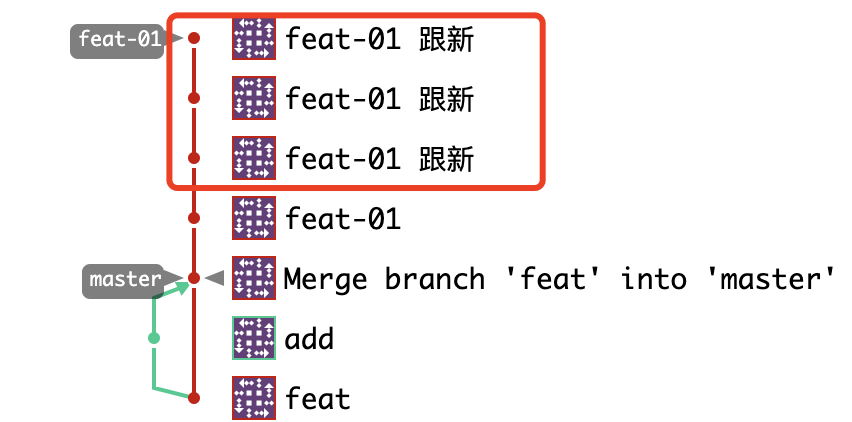 feat-01 feat-01 跟新
feat-01 跟新
feat-01 跟新
feat-01
master Merge branch 'feat' into 'master'
add
feat